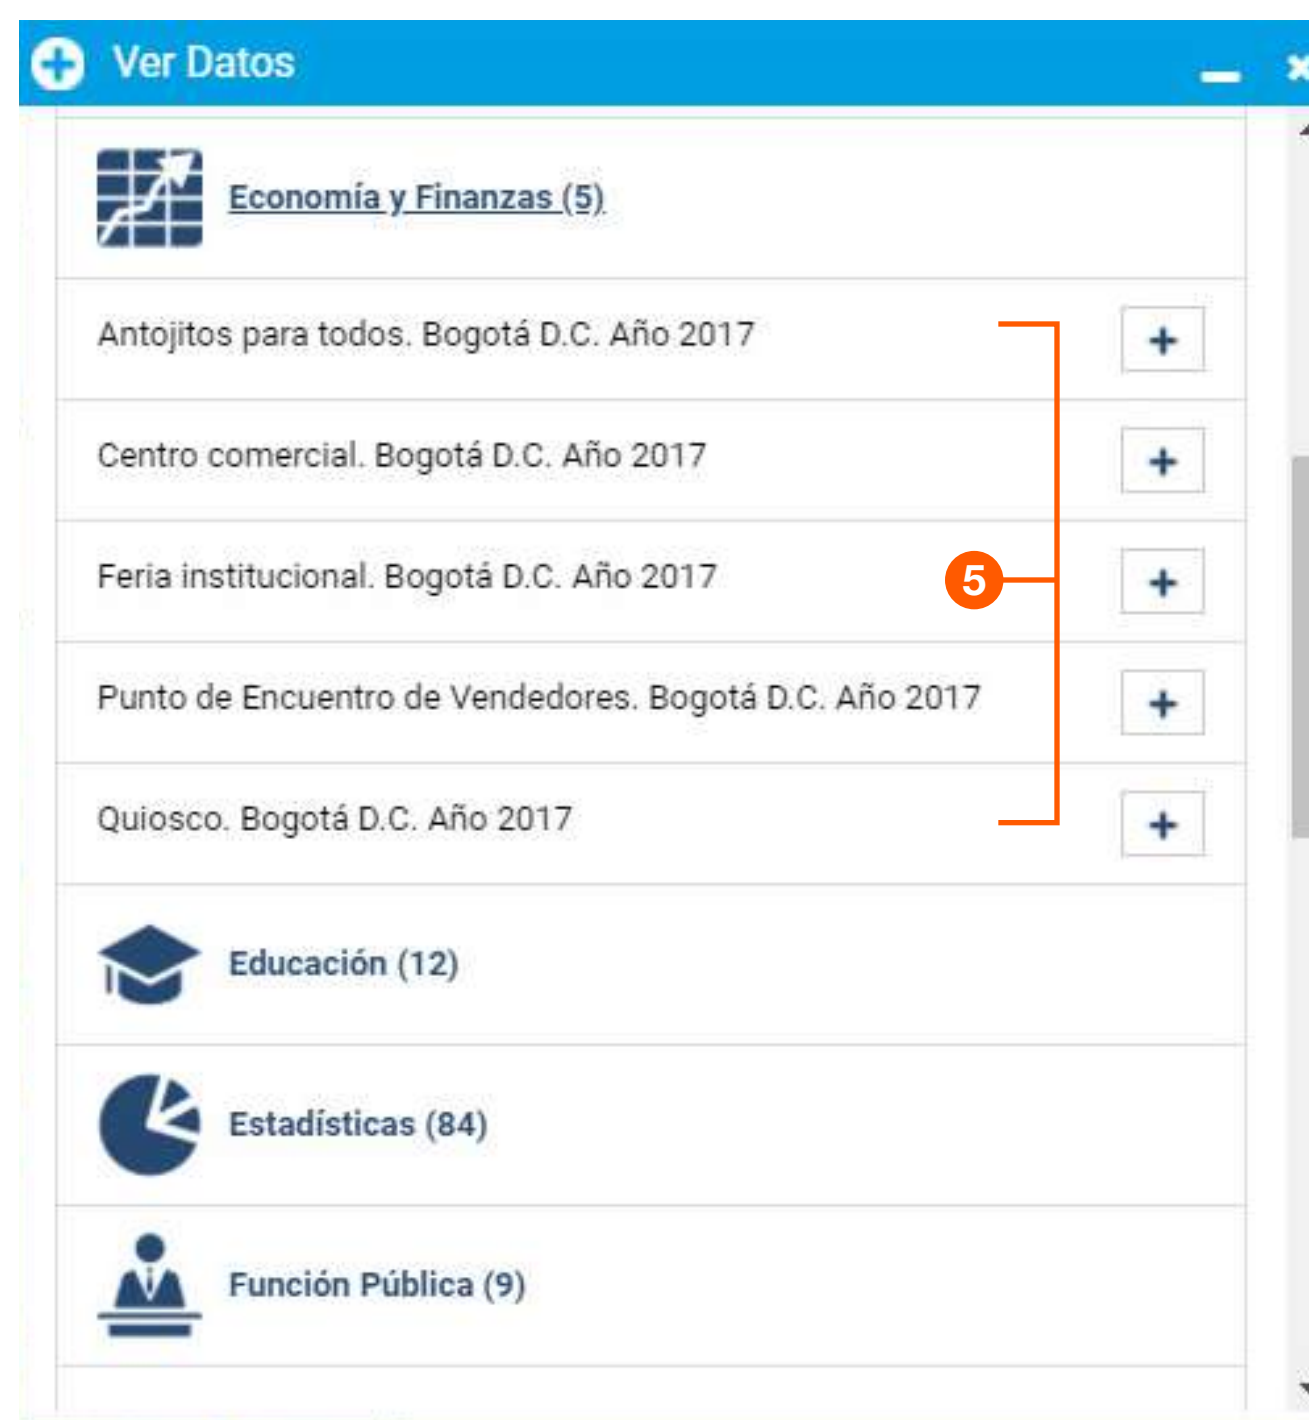 Ver Datos
Economía y Finanzas (5)
Antojitos para todos. Bogotá D.C. Año 2017
Centro comercial. Bogotá D.C. Año 2017
Feria institucional. Bogotá D.C. Año 2017
5
Punto de Encuentro de Vendedores. Bogotá D.C. Año 2017
Quiosco. Bogotá D.C. Año 2017
Educación (12)
Estadísticas (84)
Función Pública (9)